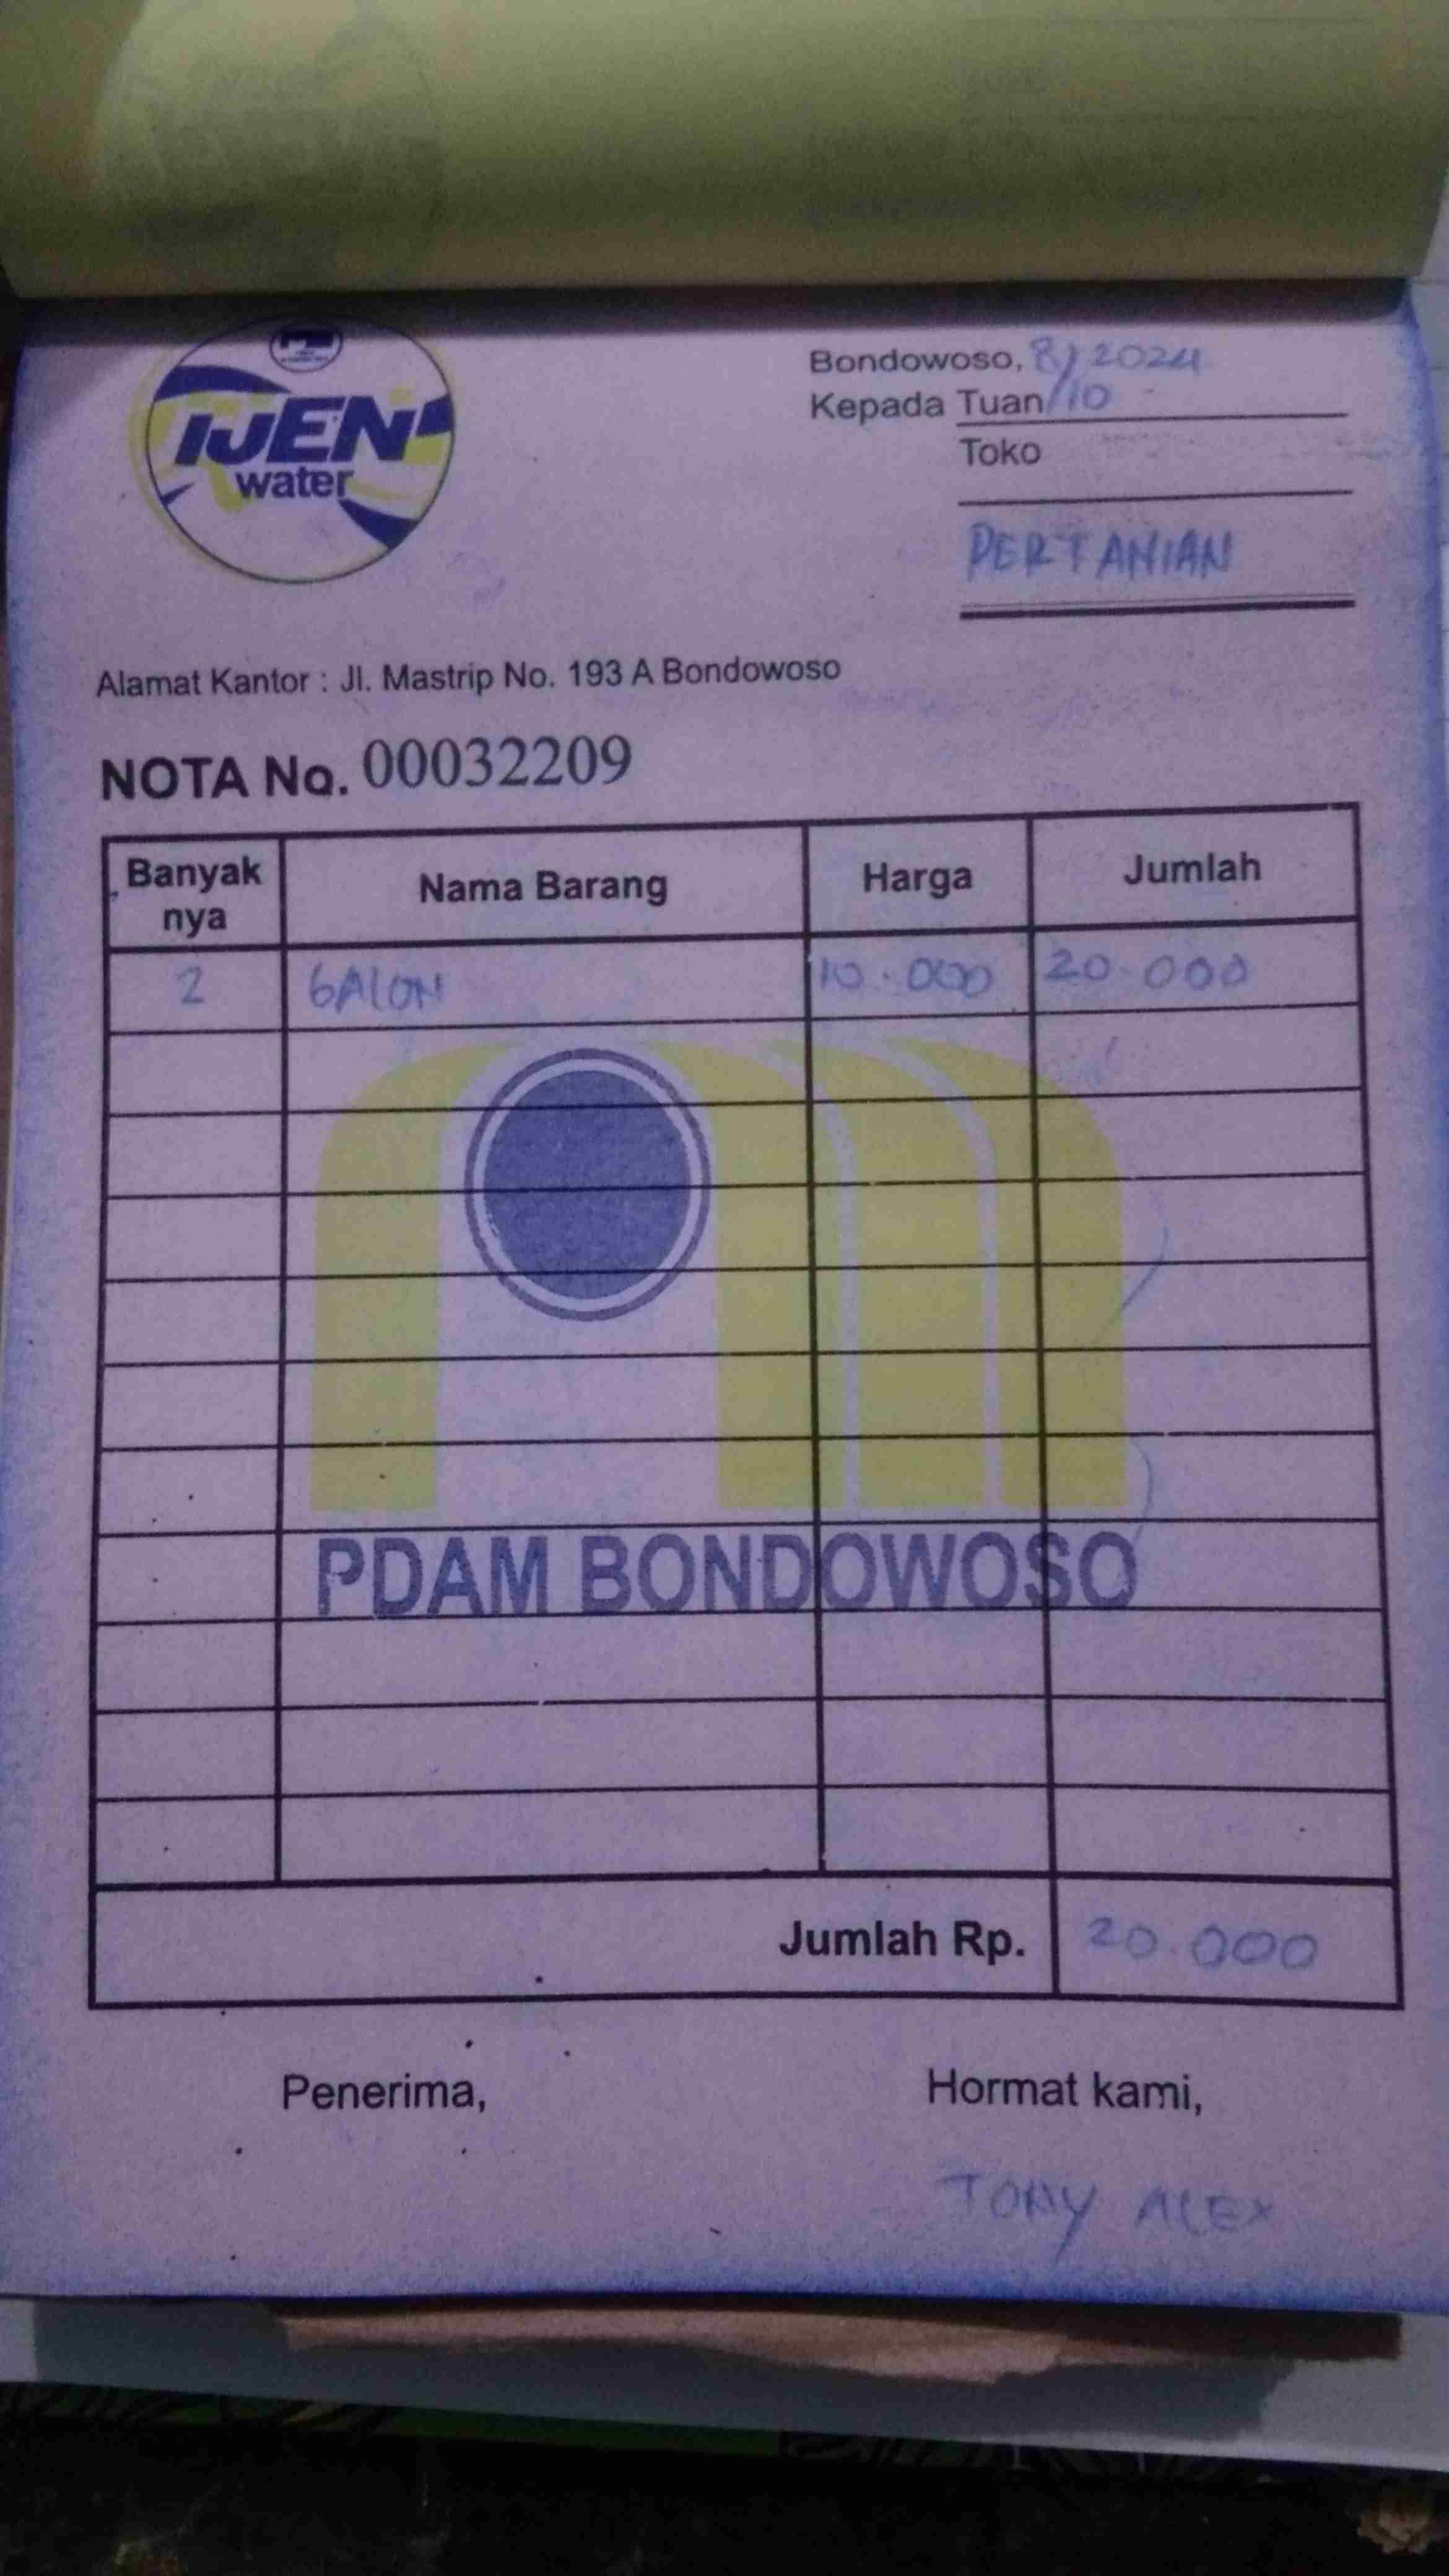 IJEN
water
Bondowoso, 8/10 2024
Kepada Tuan
Toko
PERTANIAN
Alamat Kantor : Jl. Mastrip No. 193 A Bondowoso
NOTA No. 00032209
Banyak nya Nama Barang Harga Jumlah
2 GALON 10.000 20.000
PDAM BONDOWOSO
Jumlah Rp. 20.000
Penerima, Hormat kami,
TONY ALEX